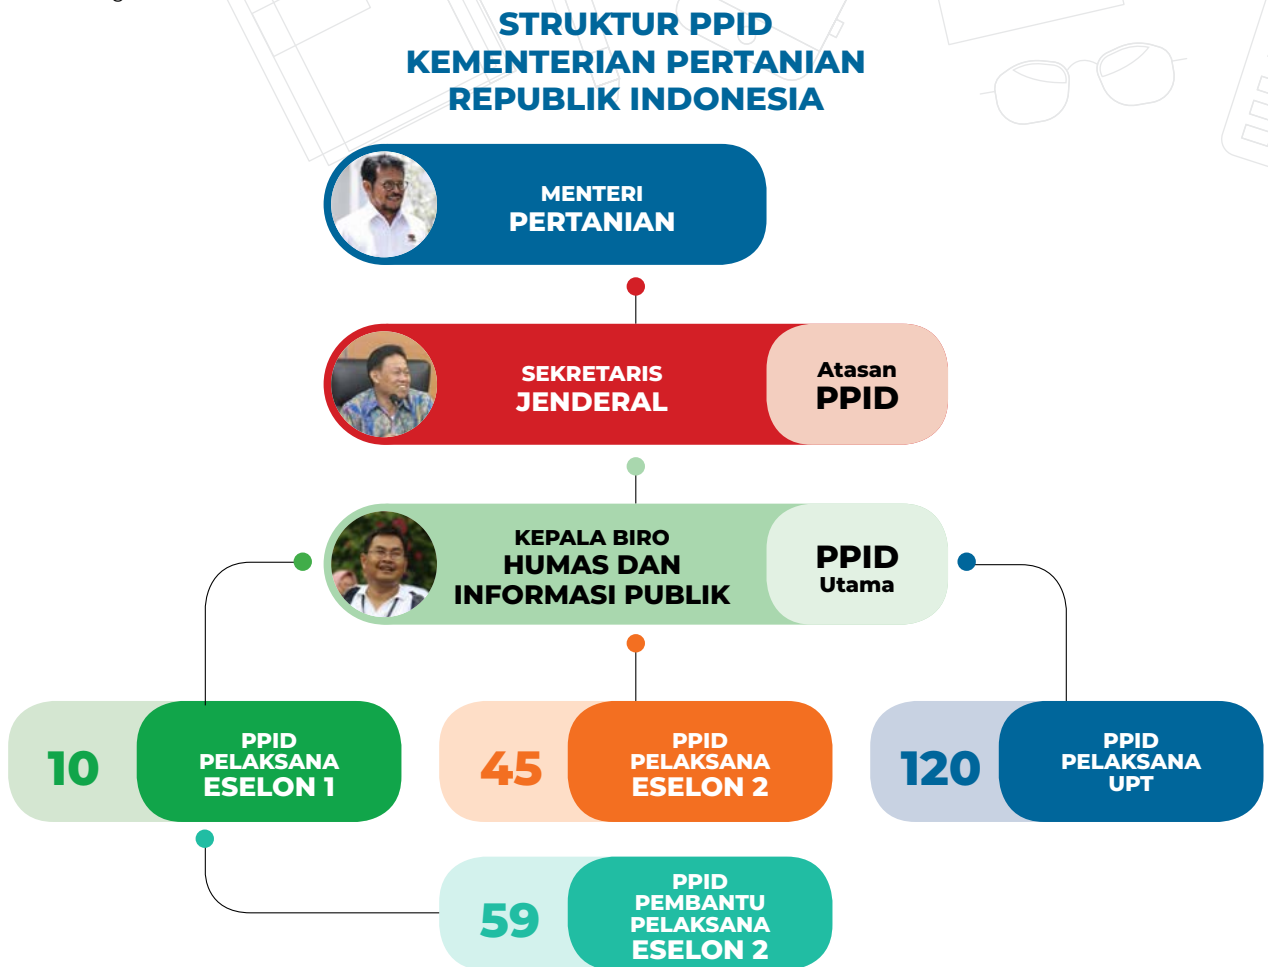 STRUKTUR PPID
KEMENTERIAN PERTANIAN
REPUBLIK INDONESIA
MENTERI
PERTANIAN
SEKRETARIS
JENDERAL
Atasan
PPID
KEPALA BIRO
HUMAS DAN
INFORMASI PUBLIK
PPID
Utama
10
PPID
PELAKSANA
ESELON 1
45
PPID
PELAKSANA
ESELON 2
120
PPID
PELAKSANA
UPT
59
PPID
PEMBANTU
PELAKSANA
ESELON 2